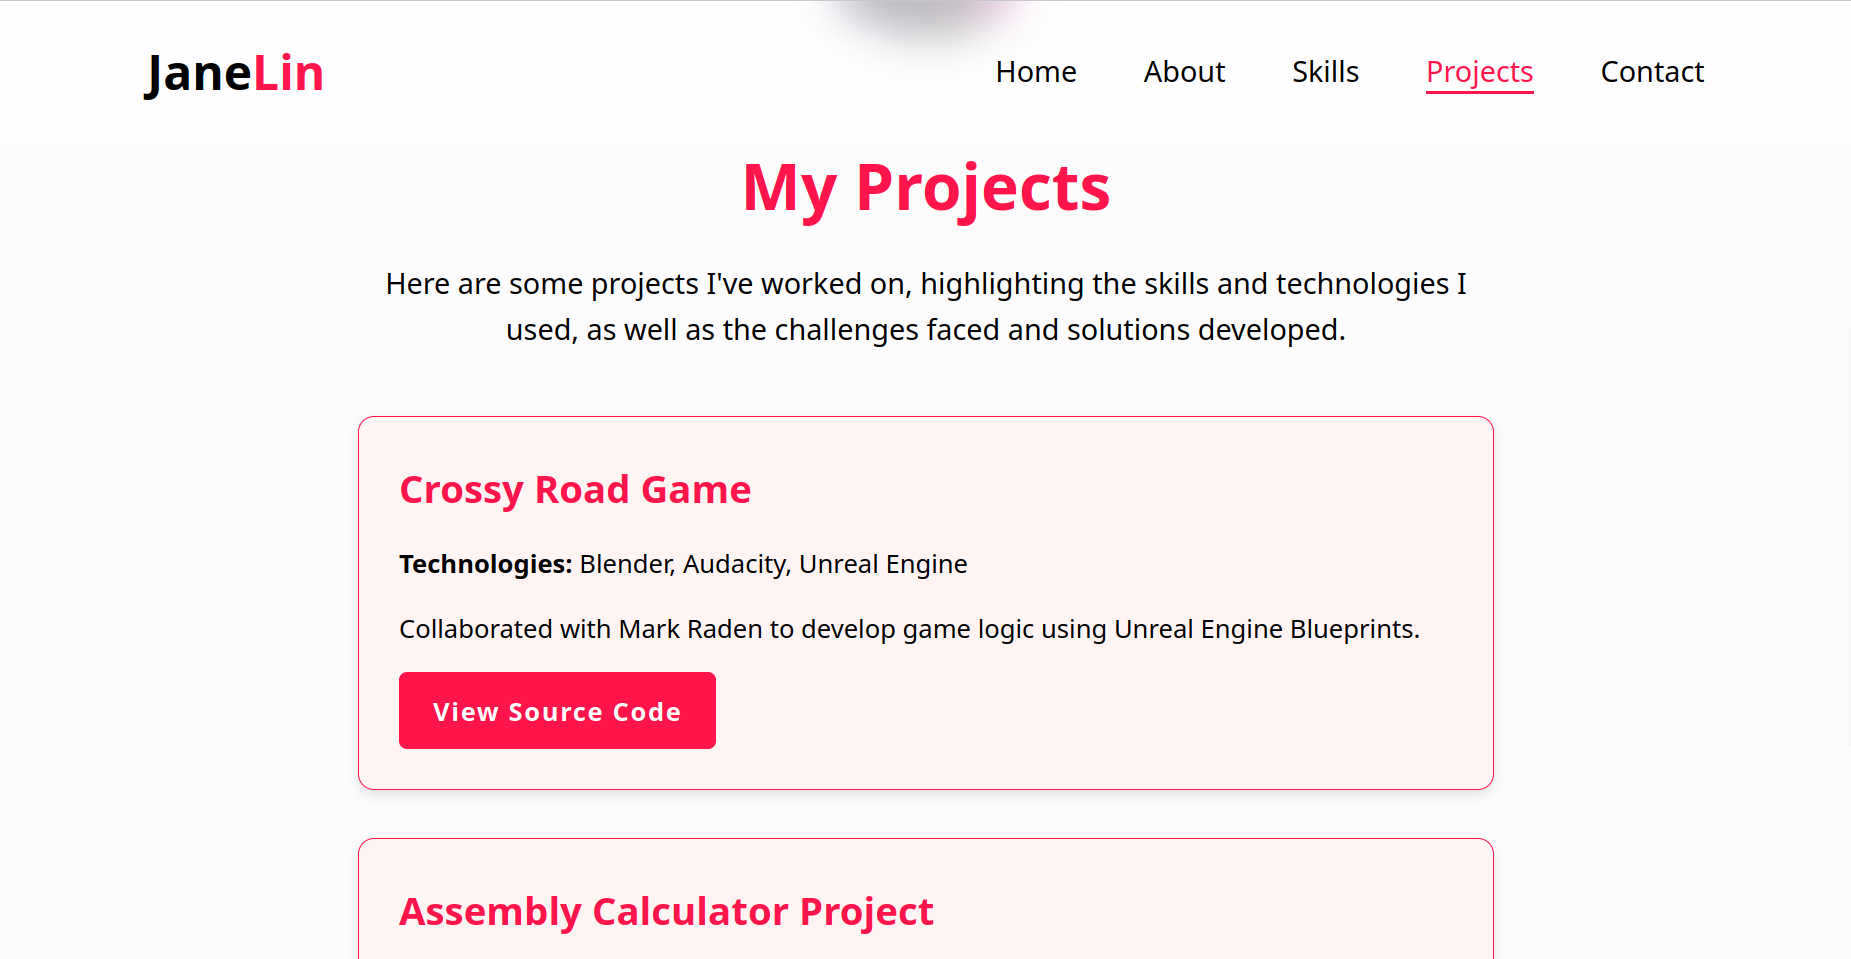 JaneLin
Home About Skills Projects Contact
My Projects
Here are some projects I've worked on, highlighting the skills and technologies I
used, as well as the challenges faced and solutions developed.
Crossy Road Game
Technologies: Blender, Audacity, Unreal Engine
Collaborated with Mark Raden to develop game logic using Unreal Engine Blueprints.
View Source Code
Assembly Calculator Project